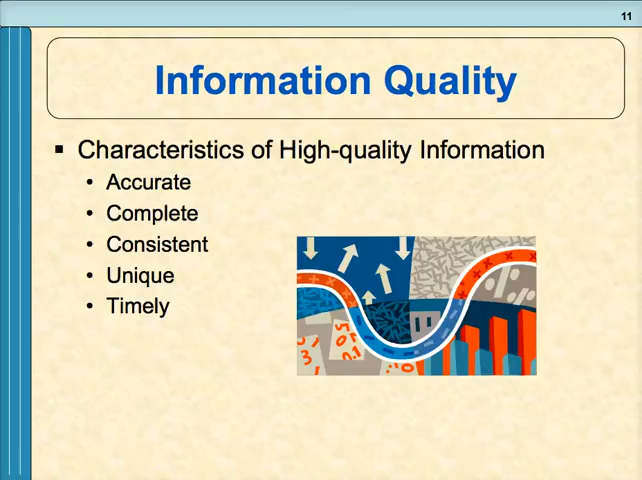 11
Information Quality
▪ Characteristics of High-quality Information
• Accurate
• Complete
• Consistent
• Unique
• Timely